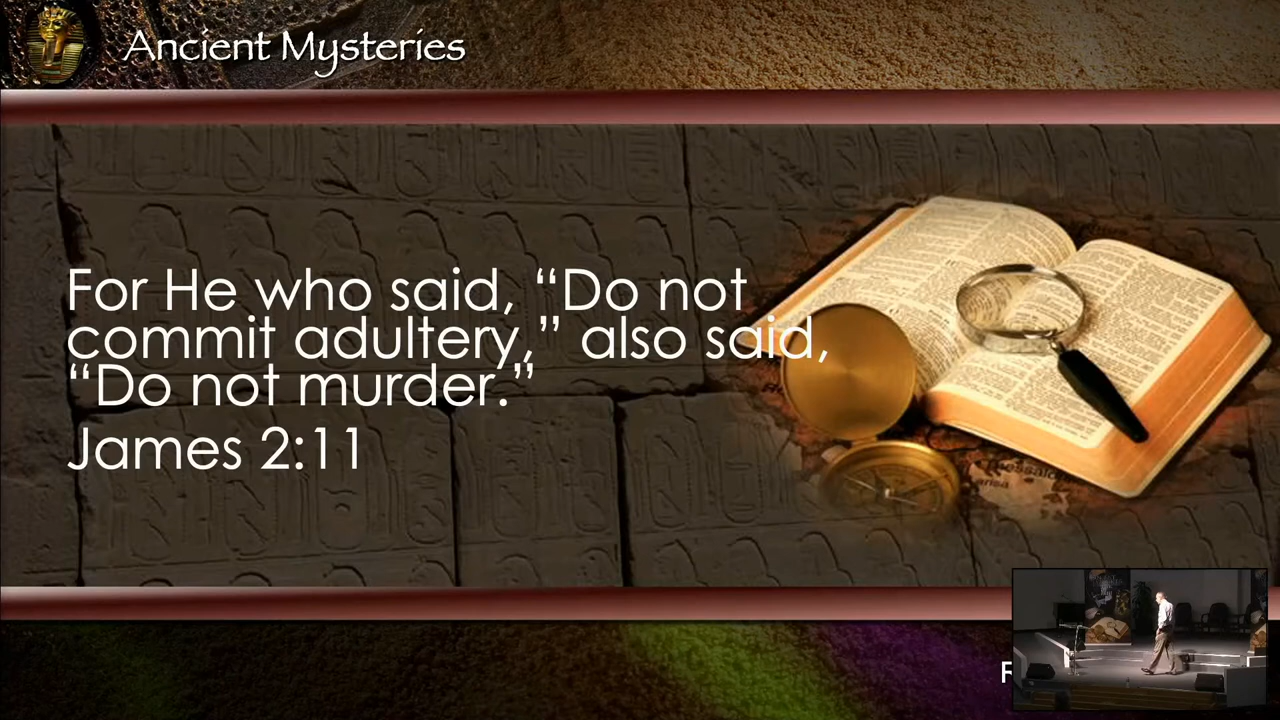 Ancient Mysteries
For He who said, “Do not
commit adultery,” also said,
“Do not murder.”
James 2:11